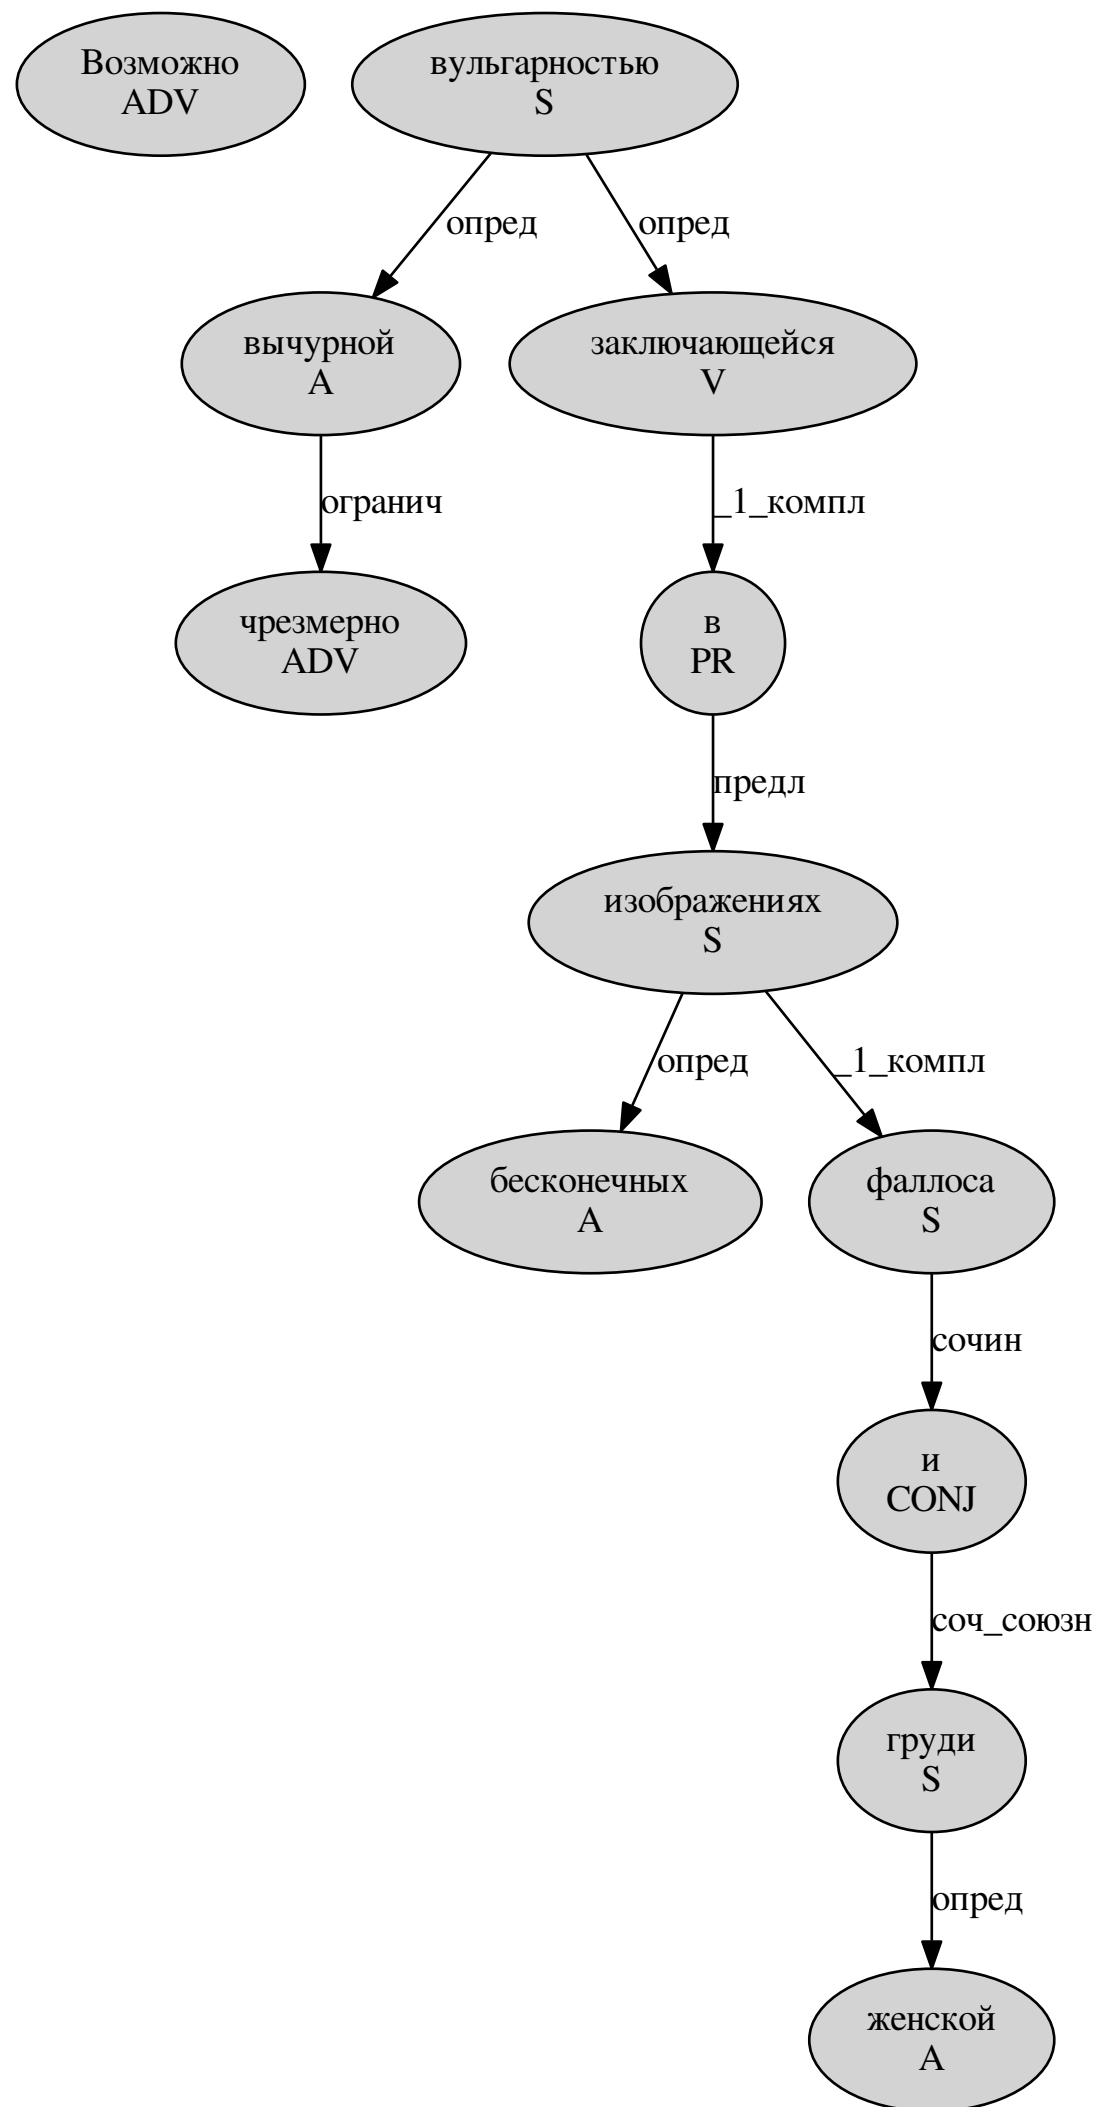 Возможно
ADV
вульгарностью
S
опред
опред
вычурной
A
заключающейся
V
огранич
_1_компл
чрезмерно
ADV
в
PR
предл
изображениях
S
опред
_1_компл
бесконечных
A
фаллоса
S
сочин
и
CONJ
соч_союзн
груди
S
опред
женской
A